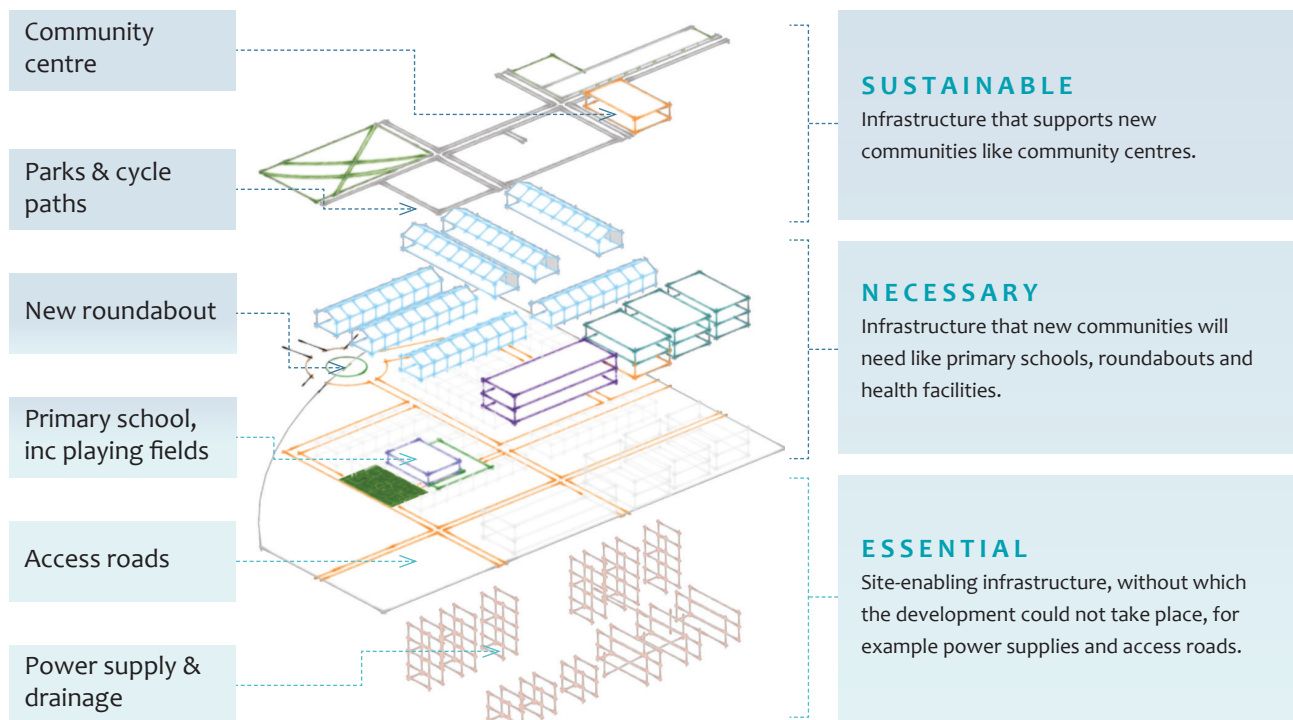 Community
centre
Parks & cycle
paths
New roundabout
Primary school,
inc playing fields
Access roads
Power supply &
drainage
SUSTAINABLE
Infrastructure that supports new
communities like community centres.
NECESSARY
Infrastructure that new communities will
need like primary schools, roundabouts and
health facilities.
ESSENTIAL
Site-enabling infrastructure, without which
the development could not take place, for
example power supplies and access roads.